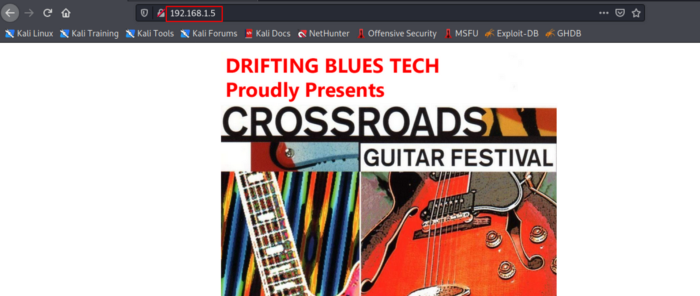 192.168.1.5
Kali Linux Kali Training Kali Tools Kali Forums Kali Docs NetHunter Offensive Security MSFU Exploit-DB GHDB
DRIFTING BLUES TECH
Proudly Presents
CROSSROADS
GUITAR FESTIVAL